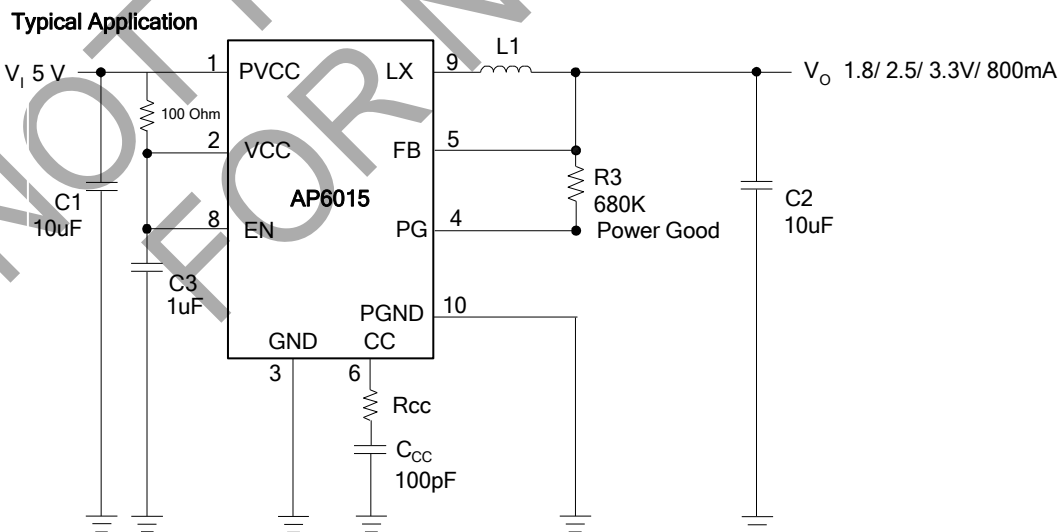 Typical Application
V_I 5 V
1
PVCC
LX
9
L1
V_O 1.8/ 2.5/ 3.3V/ 800mA
100 Ohm
2
VCC
FB
5
AP6015
R3
680K
C1
10uF
C2
10uF
8
EN
PG
4
Power Good
C3
1uF
PGND
10
GND
CC
3
6
Rcc
C_CC
100pF
NOT
FOR N